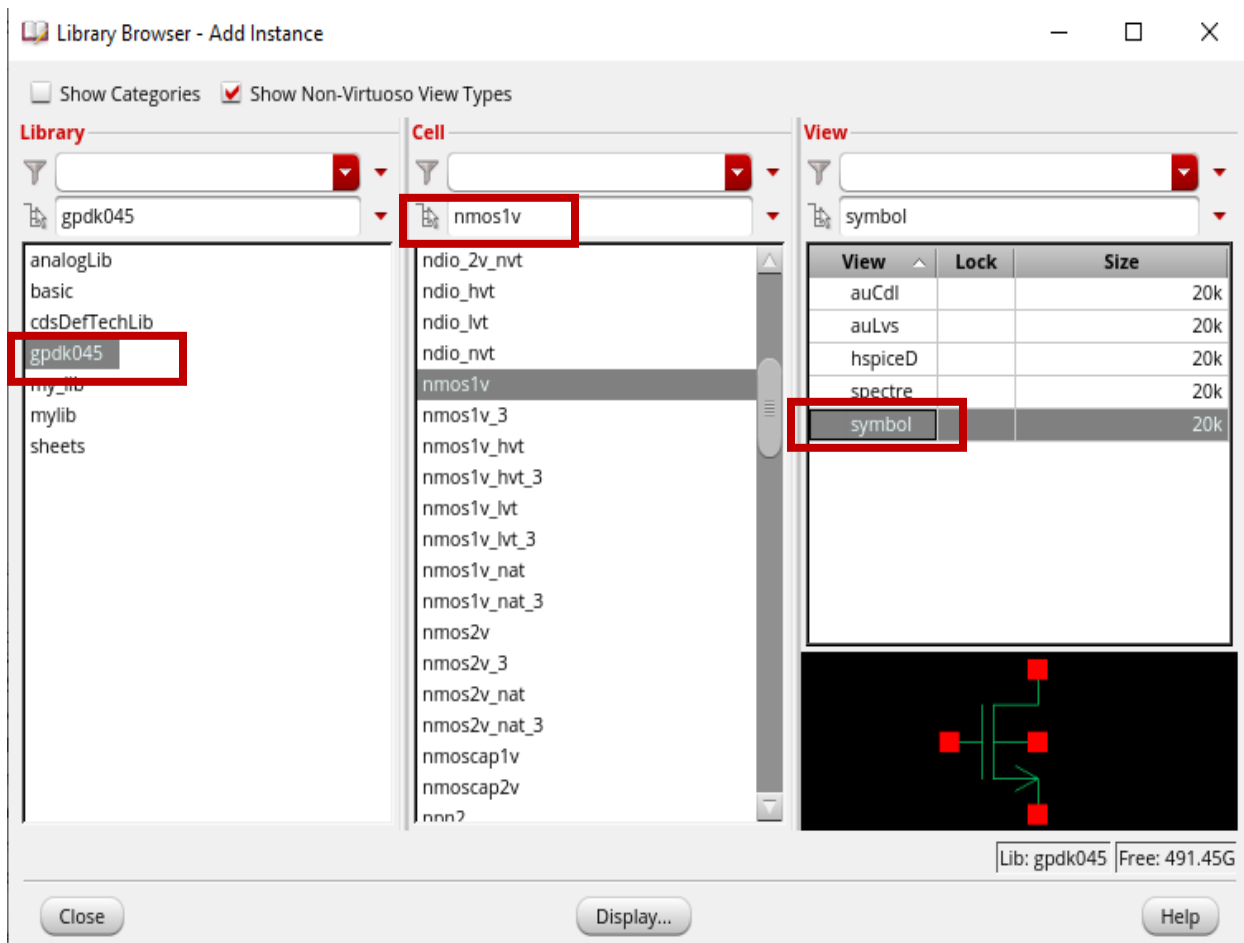 Library Browser - Add Instance
Show Categories Show Non-Virtuoso View Types
Library
gpdk045
analogLib
basic
cdsDefTechLib
gpdk045
my_lib
mylib
sheets
Cell
nmos1v
ndio_2v_nvt
ndio_hvt
ndio_lvt
ndio_nvt
nmos1v
nmos1v_3
nmos1v_hvt
nmos1v_hvt_3
nmos1v_lvt
nmos1v_lvt_3
nmos1v_nat
nmos1v_nat_3
nmos2v
nmos2v_3
nmos2v_nat
nmos2v_nat_3
nmoscap1v
nmoscap2v
npn2
View
symbol
View Lock Size
auCdl 20k
auLvs 20k
hspiceD 20k
spectre 20k
symbol 20k
Lib: gpdk045 Free: 491.45G
Close Display... Help